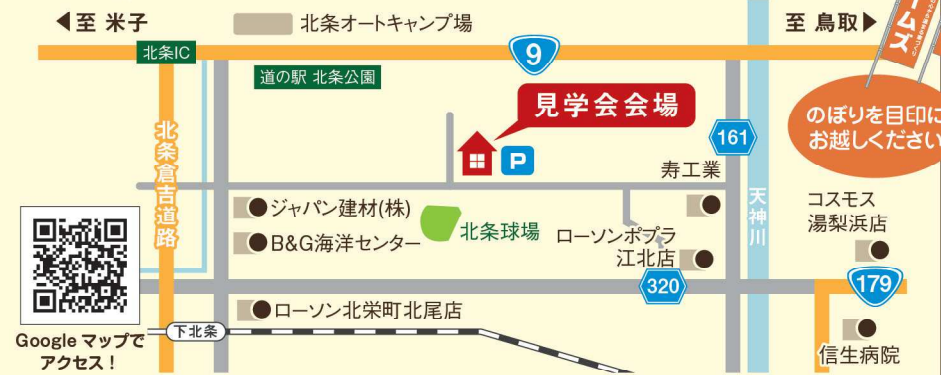 至 米子
北条オートキャンプ場
至 鳥取
ームズ
北条IC
9
道の駅 北条公園
見学会会場
P
161
のぼりを目印に
お越しください
北条倉吉道路
寿工業
天神川
コスモス
湯梨浜店
ジャパン建材(株)
B&G海洋センター
北条球場
ローソンポプラ
江北店
320
179
ローソン北栄町北尾店
下北条
信生病院
Google マップで
アクセス!